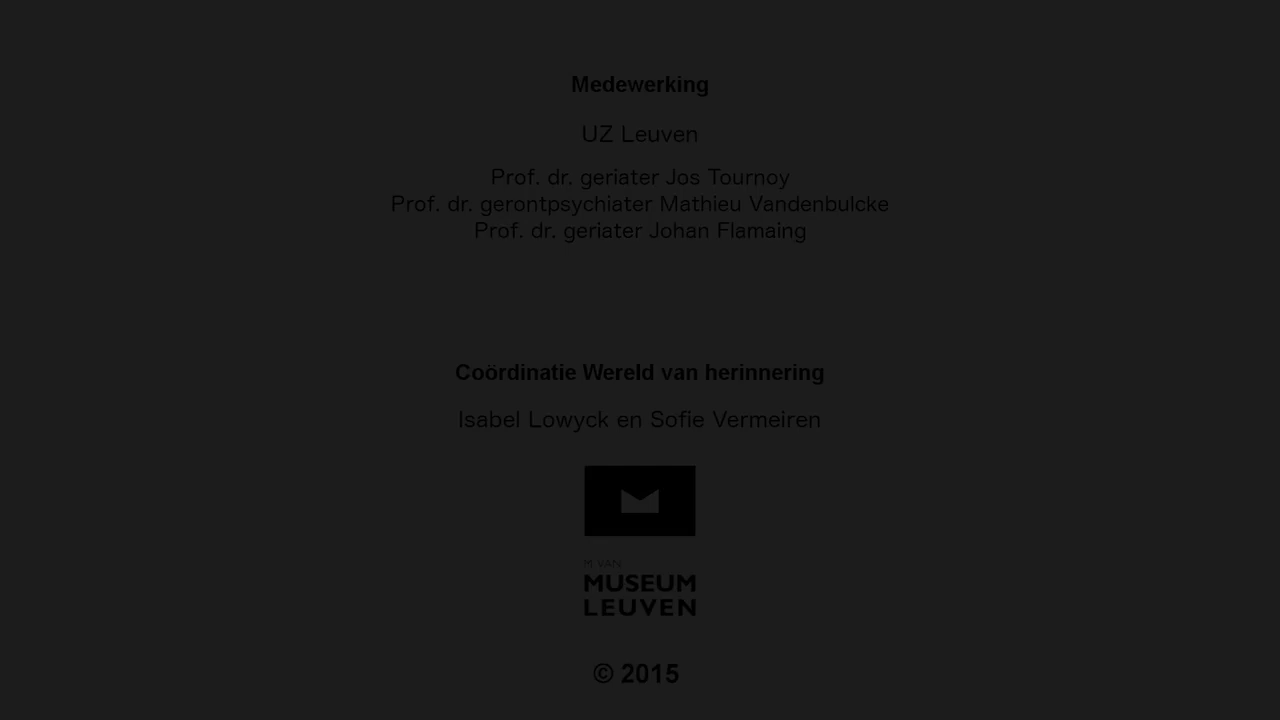 Medewerking
UZ Leuven
Prof. dr. geriater Jos Tournoy
Prof. dr. gerontpsychiater Mathieu Vandenbulcke
Prof. dr. geriater Johan Flamaing
Coördinatie Wereld van herinnering
Isabel Lowyck en Sofie Vermeiren
M VAN
MUSEUM
LEUVEN
© 2015